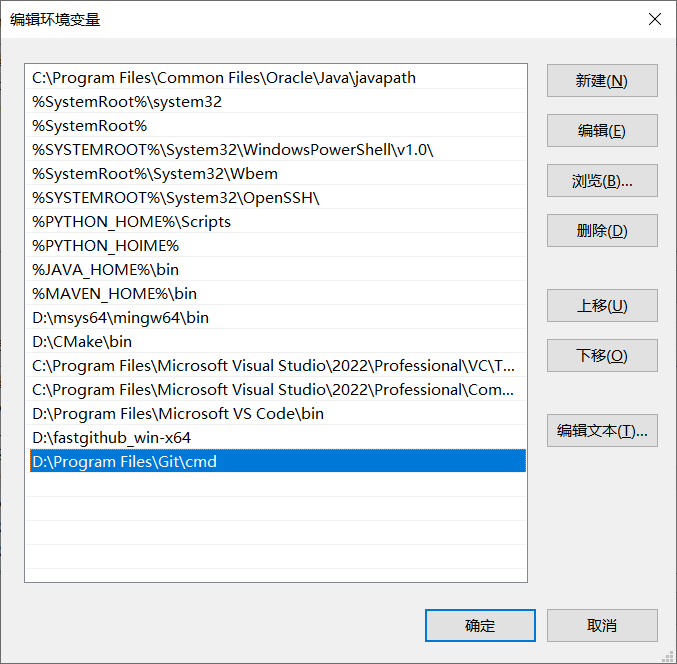 编辑环境变量
C:\Program Files\Common Files\Oracle\Java\javapath
%SystemRoot%\system32
%SystemRoot%
%SYSTEMROOT%\System32\WindowsPowerShell\v1.0\
%SystemRoot%\System32\Wbem
%SYSTEMROOT%\System32\OpenSSH\
%PYTHON_HOME%\Scripts
%PYTHON_HOIME%
%JAVA_HOME%\bin
%MAVEN_HOME%\bin
D:\msys64\mingw64\bin
D:\CMake\bin
C:\Program Files\Microsoft Visual Studio\2022\Professional\VC\T...
C:\Program Files\Microsoft Visual Studio\2022\Professional\Com...
D:\Program Files\Microsoft VS Code\bin
D:\fastgithub_win-x64
D:\Program Files\Git\cmd
新建(N)
编辑(E)
浏览(B)...
删除(D)
上移(U)
下移(O)
编辑文本(T)...
确定
取消